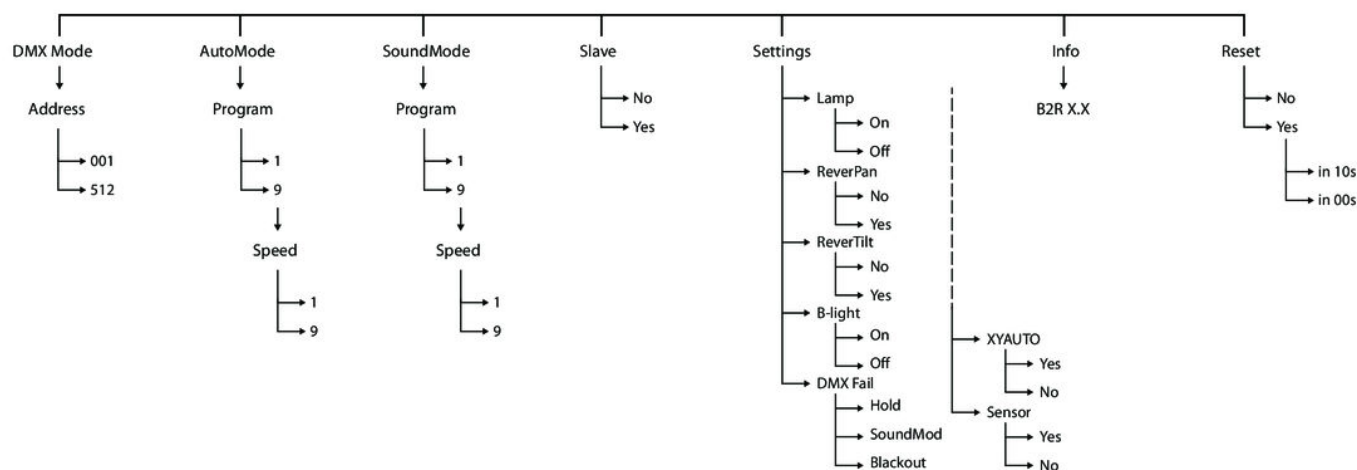 DMX Mode
AutoMode
SoundMode
Slave
Settings
Info
Reset
Address
001
512
Program
1
9
Speed
1
9
Program
1
9
Speed
1
9
No
Yes
Lamp
On
Off
ReverPan
No
Yes
ReverTilt
No
Yes
B-light
On
Off
DMX Fail
Hold
SoundMod
Blackout
XYAUTO
Yes
No
Sensor
Yes
No
B2R X.X
No
Yes
in 10s
in 00s